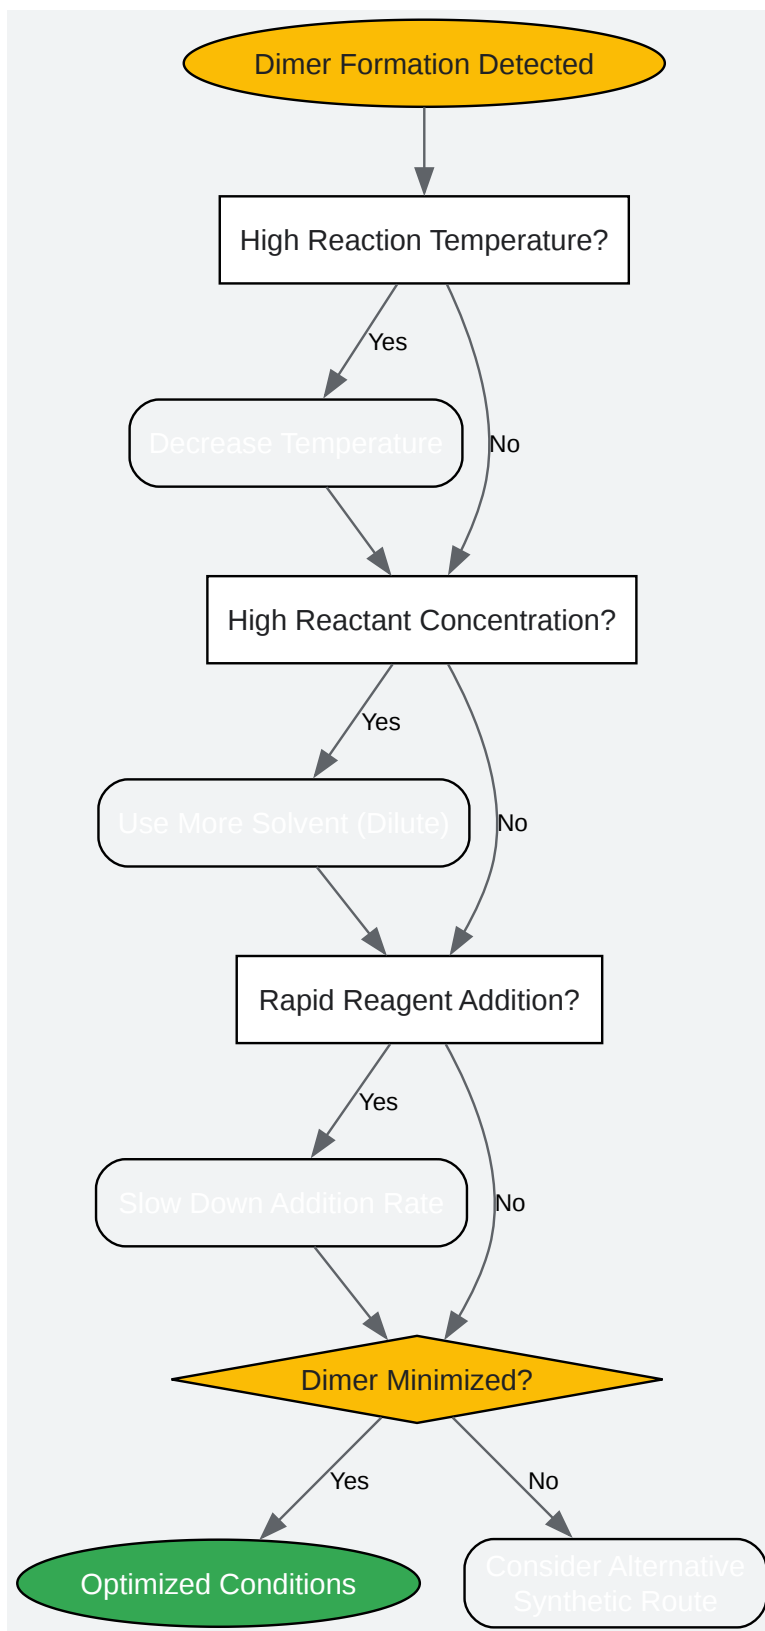 Dimer Formation Detected
High Reaction Temperature?
Yes
Decrease Temperature
No
High Reactant Concentration?
Yes
Use More Solvent (Dilute)
No
Rapid Reagent Addition?
Yes
Slow Down Addition Rate
No
Dimer Minimized?
Yes
No
Optimized Conditions
Consider Alternative
Synthetic Route